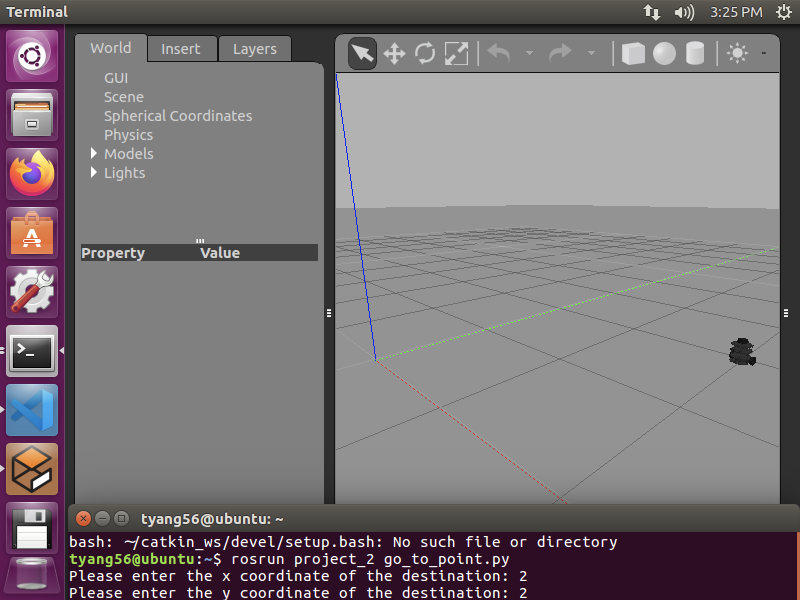 Terminal 3:25 PM
World Insert Layers
GUI
Scene
Spherical Coordinates
Physics
Models
Lights
Property Value
tyang56@ubuntu: ~
bash: ~/catkin_ws/devel/setup.bash: No such file or directory
tyang56@ubuntu:~$ rosrun project_2 go_to_point.py
Please enter the x coordinate of the destination: 2
Please enter the y coordinate of the destination: 2